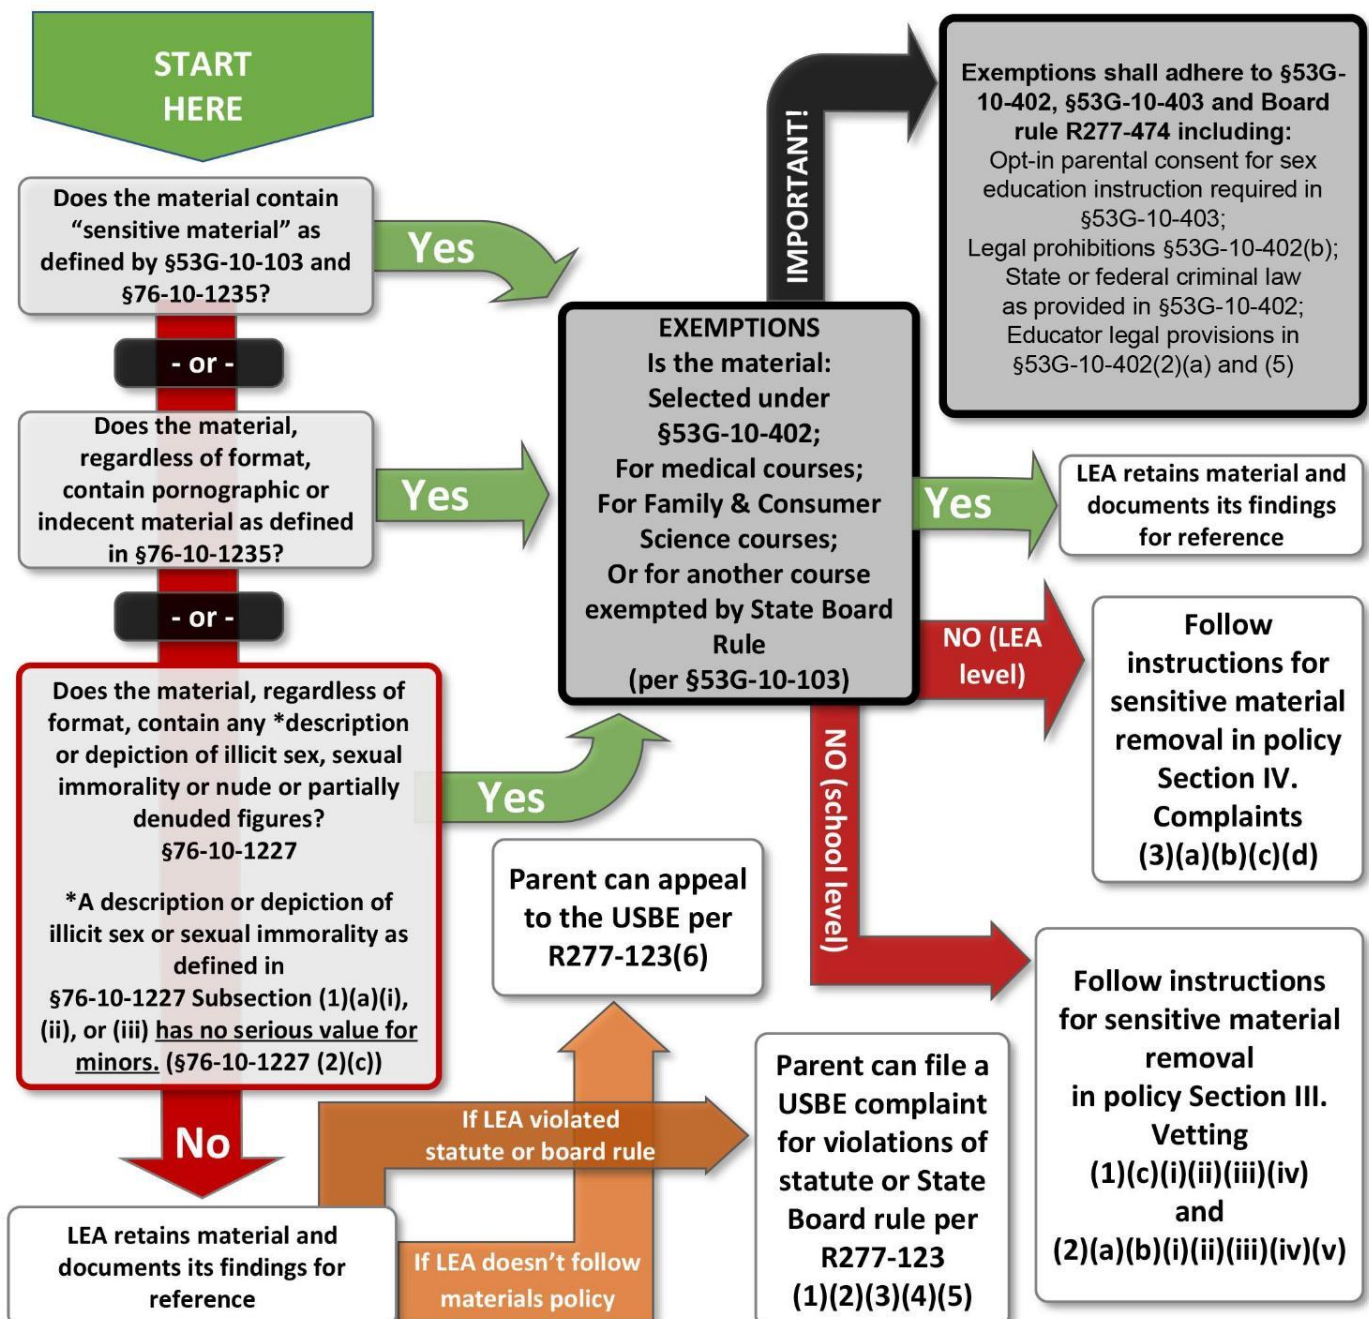 START
HERE
Does the material contain
“sensitive material” as
defined by §53G-10-103 and
§76-10-1235?
Yes
- or -
Does the material,
regardless of format,
contain pornographic or
indecent material as defined
in §76-10-1235?
Yes
- or -
Does the material, regardless of
format, contain any *description
or depiction of illicit sex, sexual
immorality or nude or partially
denuded figures?
§76-10-1227
*A description or depiction of
illicit sex or sexual immorality as
defined in
§76-10-1227 Subsection (1)(a)(i),
(ii), or (iii) has no serious value for
minors. (§76-10-1227 (2)(c))
Yes
No
LEA retains material and
documents its findings for
reference
If LEA violated
statute or board rule
If LEA doesn’t follow
materials policy
Parent can appeal
to the USBE per
R277-123(6)
Parent can file a
USBE complaint
for violations of
statute or State
Board rule per
R277-123
(1)(2)(3)(4)(5)
EXEMPTIONS
Is the material:
Selected under
§53G-10-402;
For medical courses;
For Family & Consumer
Science courses;
Or for another course
exempted by State Board
Rule
(per §53G-10-103)
IMPORTANT!
Exemptions shall adhere to §53G-
10-402, §53G-10-403 and Board
rule R277-474 including:
Opt-in parental consent for sex
education instruction required in
§53G-10-403;
Legal prohibitions §53G-10-402(b);
State or federal criminal law
as provided in §53G-10-402;
Educator legal provisions in
§53G-10-402(2)(a) and (5)
Yes
LEA retains material and
documents its findings
for reference
NO (LEA
level)
Follow
instructions for
sensitive material
removal in policy
Section IV.
Complaints
(3)(a)(b)(c)(d)
NO (school level)
Follow instructions
for sensitive material
removal
in policy Section III.
Vetting
(1)(c)(i)(ii)(iii)(iv)
and
(2)(a)(b)(i)(ii)(iii)(iv)(v)